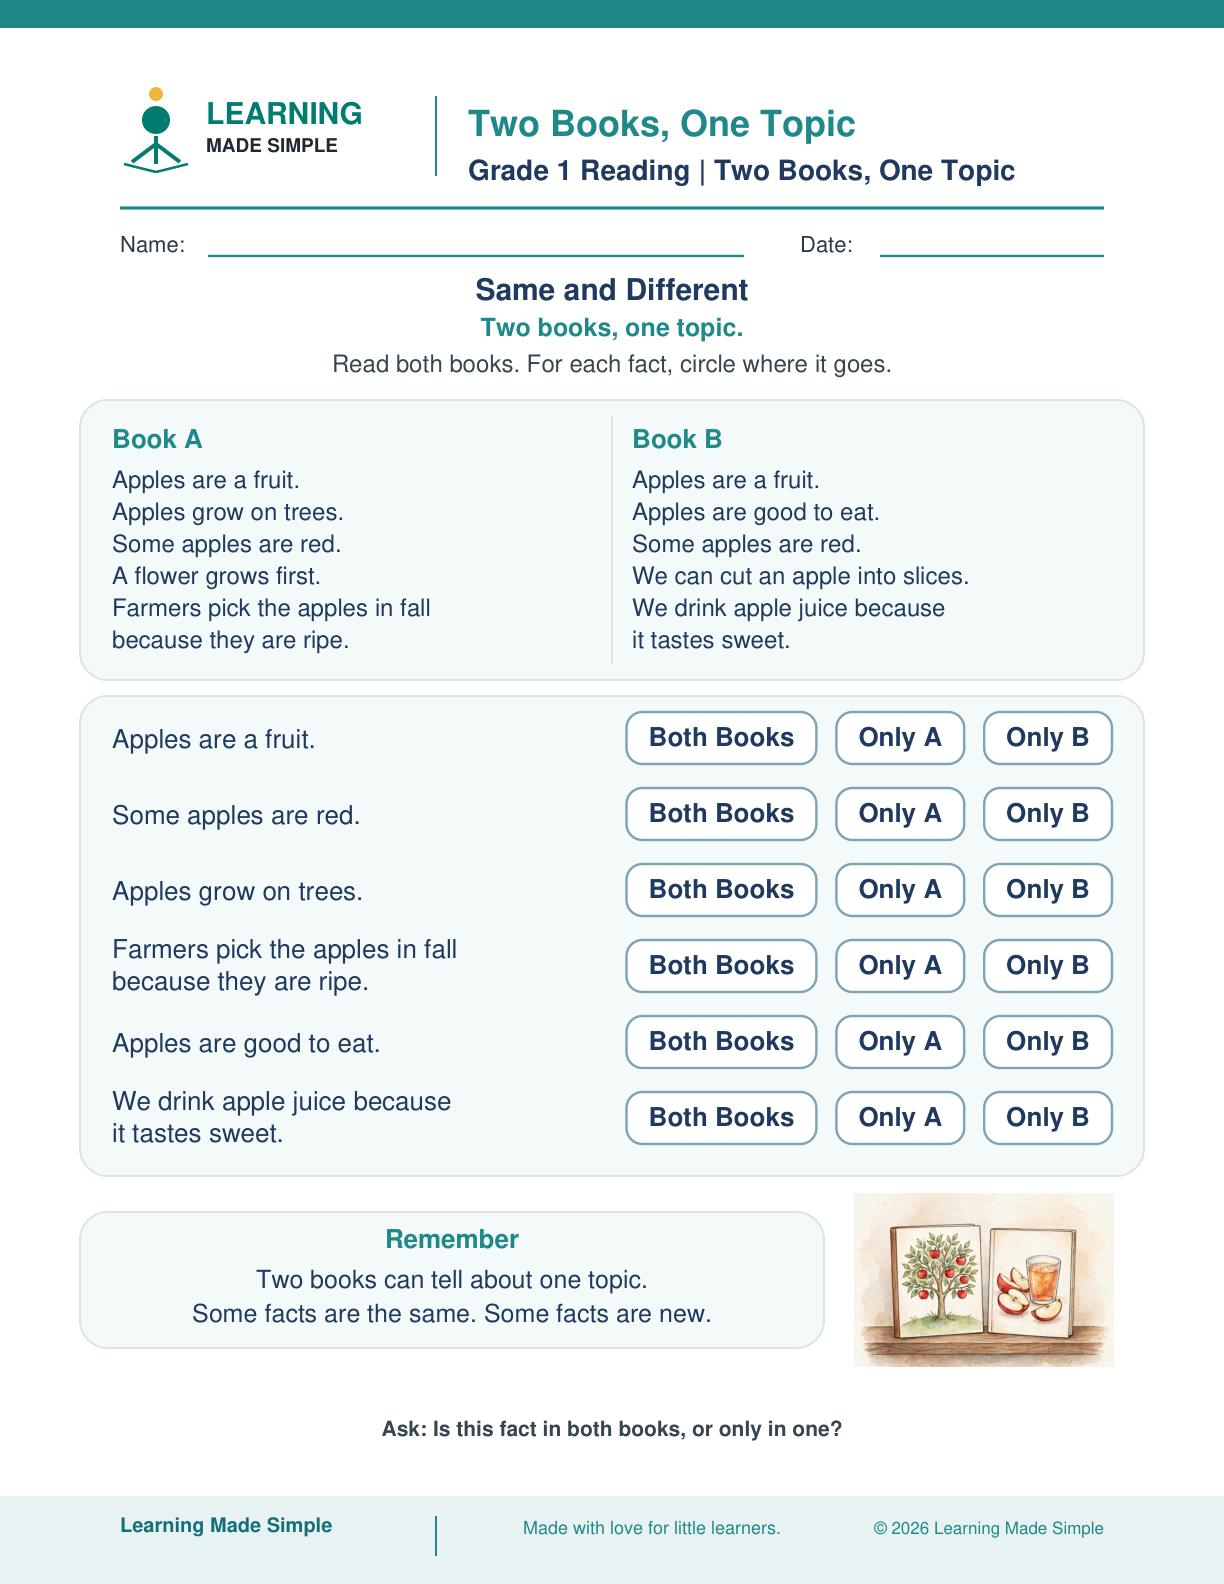 LEARNING
MADE SIMPLE
Two Books, One Topic
Grade 1 Reading | Two Books, One Topic
Name:
Date:
Same and Different
Two books, one topic.
Read both books. For each fact, circle where it goes.
Book A
Apples are a fruit.
Apples grow on trees.
Some apples are red.
A flower grows first.
Farmers pick the apples in fall
because they are ripe.
Book B
Apples are a fruit.
Apples are good to eat.
Some apples are red.
We can cut an apple into slices.
We drink apple juice because
it tastes sweet.
Apples are a fruit.
Both Books Only A Only B
Some apples are red.
Both Books Only A Only B
Apples grow on trees.
Both Books Only A Only B
Farmers pick the apples in fall
because they are ripe.
Both Books Only A Only B
Apples are good to eat.
Both Books Only A Only B
We drink apple juice because
it tastes sweet.
Both Books Only A Only B
Remember
Two books can tell about one topic.
Some facts are the same. Some facts are new.
Ask: Is this fact in both books, or only in one?
Learning Made Simple
Made with love for little learners.
© 2026 Learning Made Simple